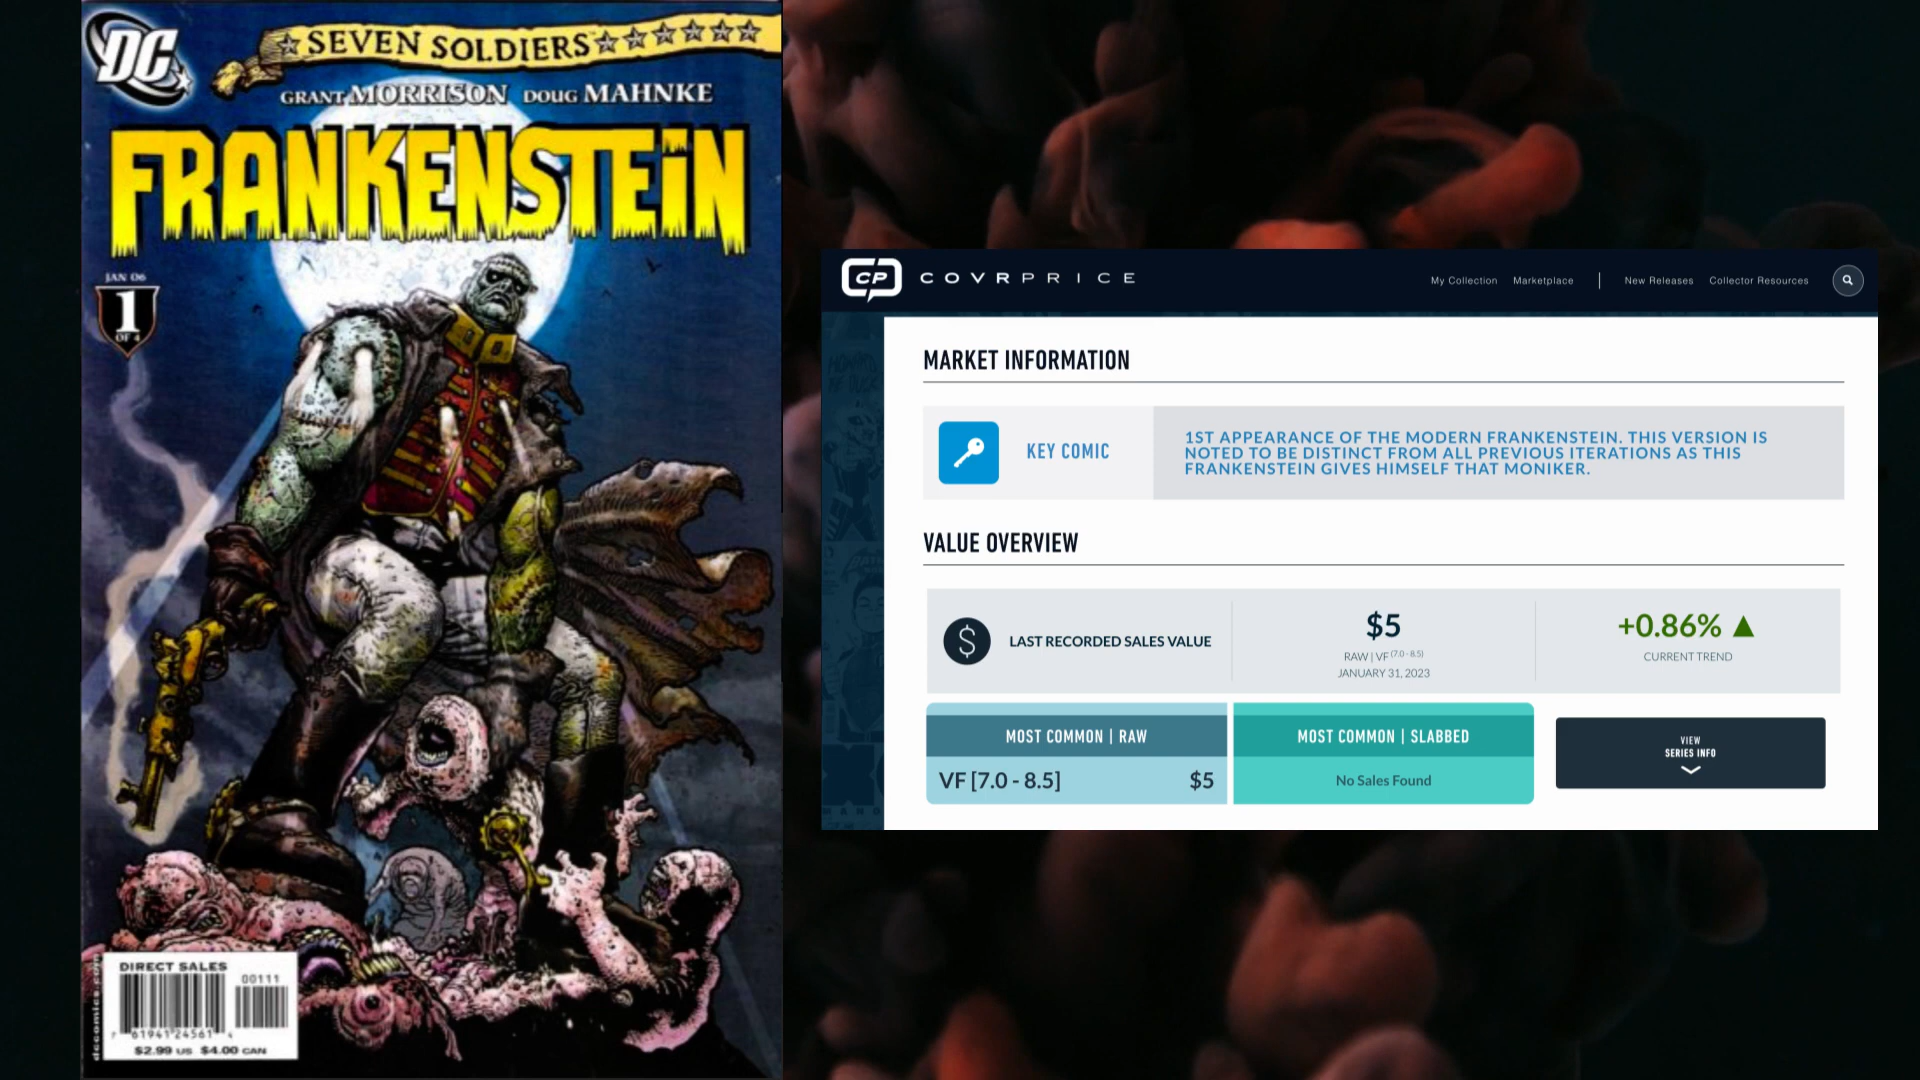 DC
SEVEN SOLDIERS
GRANT MORRISON DOUG MAHNKE
FRANKENSTEIN
JAN 06
1
OF 4
DIRECT SALES
00111
7 61941 24561 4
$2.99 US $4.00 CAN
dccomics.com
CP COVRPRICE
My Collection Marketplace | New Releases Collector Resources
MARKET INFORMATION
KEY COMIC
1ST APPEARANCE OF THE MODERN FRANKENSTEIN. THIS VERSION IS
NOTED TO BE DISTINCT FROM ALL PREVIOUS ITERATIONS AS THIS
FRANKENSTEIN GIVES HIMSELF THAT MONIKER.
VALUE OVERVIEW
LAST RECORDED SALES VALUE
$5
RAW | VF (7.0 - 8.5)
JANUARY 31, 2023
+0.86% ▲
CURRENT TREND
MOST COMMON | RAW
VF [7.0 - 8.5] $5
MOST COMMON | SLABBED
No Sales Found
VIEW
SERIES INFO